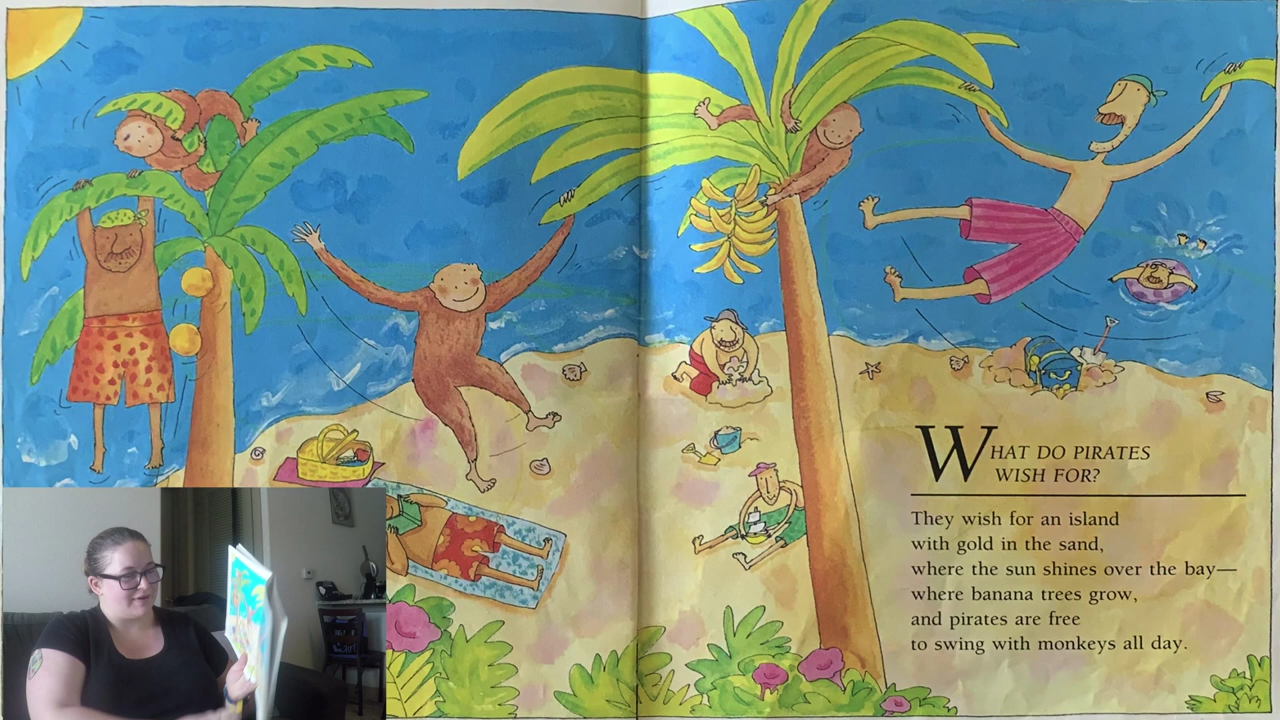 WHAT DO PIRATES
WISH FOR?
They wish for an island
with gold in the sand,
where the sun shines over the bay—
where banana trees grow,
and pirates are free
to swing with monkeys all day.